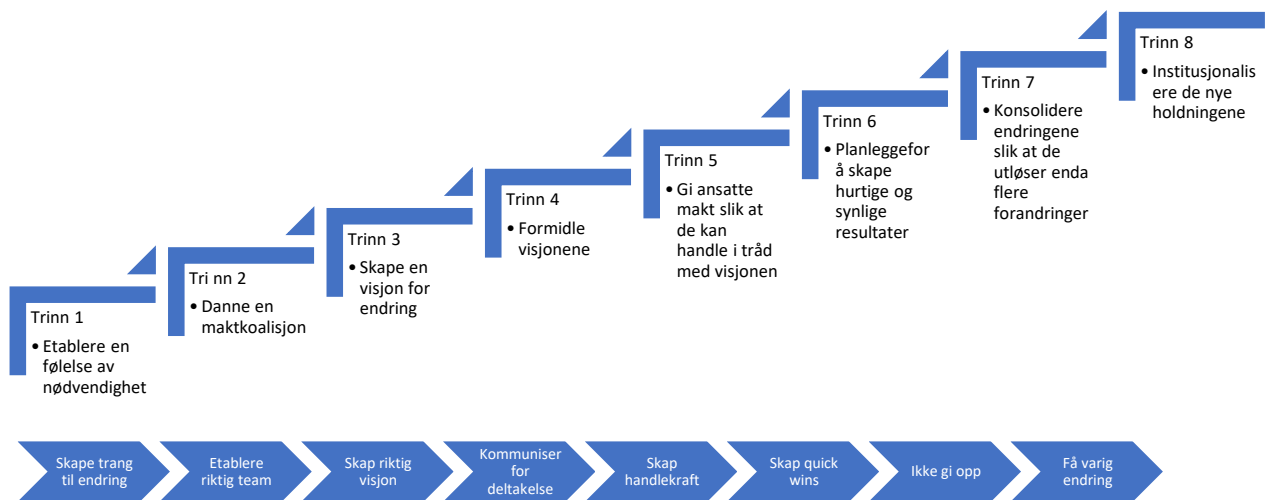 Trinn 1
• Etablere en
følelse av
nødvendighet
Tri nn 2
• Danne en
maktkoalisjon
Trinn 3
• Skape en
visjon for
endring
Trinn 4
• Formidle
visjonene
Trinn 5
• Gi ansatte
makt slik at
de kan
handle i tråd
med visjonen
Trinn 6
• Planleggefor
å skape
hurtige og
synlige
resultater
Trinn 7
• Konsolidere
endringene
slik at de
utløser enda
flere
forandringer
Trinn 8
• Institusjonalis
ere de nye
holdningene
Skape trang
til endring
Etablere
riktig team
Skap riktig
visjon
Kommuniser
for
deltakelse
Skap
handlekraft
Skap quick
wins
Ikke gi opp
Få varig
endring